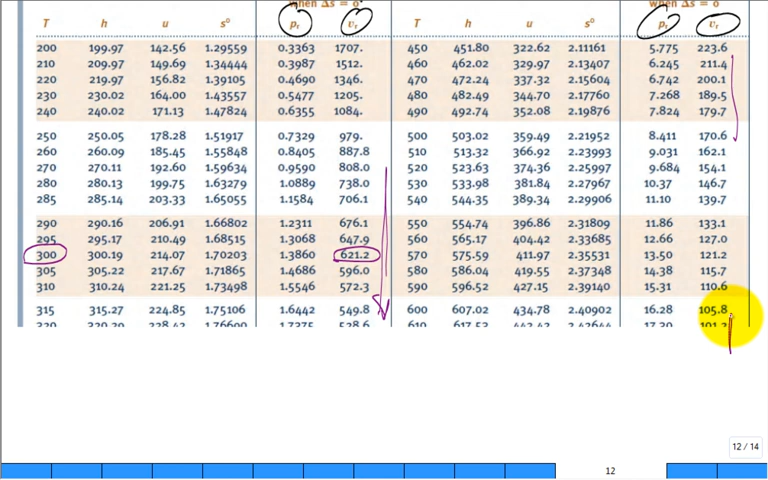 when Δs = 0 when Δs = 0
T h u s° pr vr T h u s° pr vr
200 199.97 142.56 1.29559 0.3363 1707. 450 451.80 322.62 2.11161 5.775 223.6
210 209.97 149.69 1.34444 0.3987 1512. 460 462.02 329.97 2.13407 6.245 211.4
220 219.97 156.82 1.39105 0.4690 1346. 470 472.24 337.32 2.15604 6.742 200.1
230 230.02 164.00 1.43557 0.5477 1205. 480 482.49 344.70 2.17760 7.268 189.5
240 240.02 171.13 1.47824 0.6355 1084. 490 492.74 352.08 2.19876 7.824 179.7
250 250.05 178.28 1.51917 0.7329 979. 500 503.02 359.49 2.21952 8.411 170.6
260 260.09 185.45 1.55848 0.8405 887.8 510 513.32 366.92 2.23993 9.031 162.1
270 270.11 192.60 1.59634 0.9590 808.0 520 523.63 374.36 2.25997 9.684 154.1
280 280.13 199.75 1.63279 1.0889 738.0 530 533.98 381.84 2.27967 10.37 146.7
285 285.14 203.33 1.65055 1.1584 706.1 540 544.35 389.34 2.29906 11.10 139.7
290 290.16 206.91 1.66802 1.2311 676.1 550 554.74 396.86 2.31809 11.86 133.1
295 295.17 210.49 1.68515 1.3068 647.9 560 565.17 404.42 2.33685 12.66 127.0
300 300.19 214.07 1.70203 1.3860 621.2 570 575.59 411.97 2.35531 13.50 121.2
305 305.22 217.67 1.71865 1.4686 596.0 580 586.04 419.55 2.37348 14.38 115.7
310 310.24 221.25 1.73498 1.5546 572.3 590 596.52 427.15 2.39140 15.31 110.6
315 315.27 224.85 1.75106 1.6442 549.8 600 607.02 434.78 2.40902 16.28 105.8
12 / 14
12